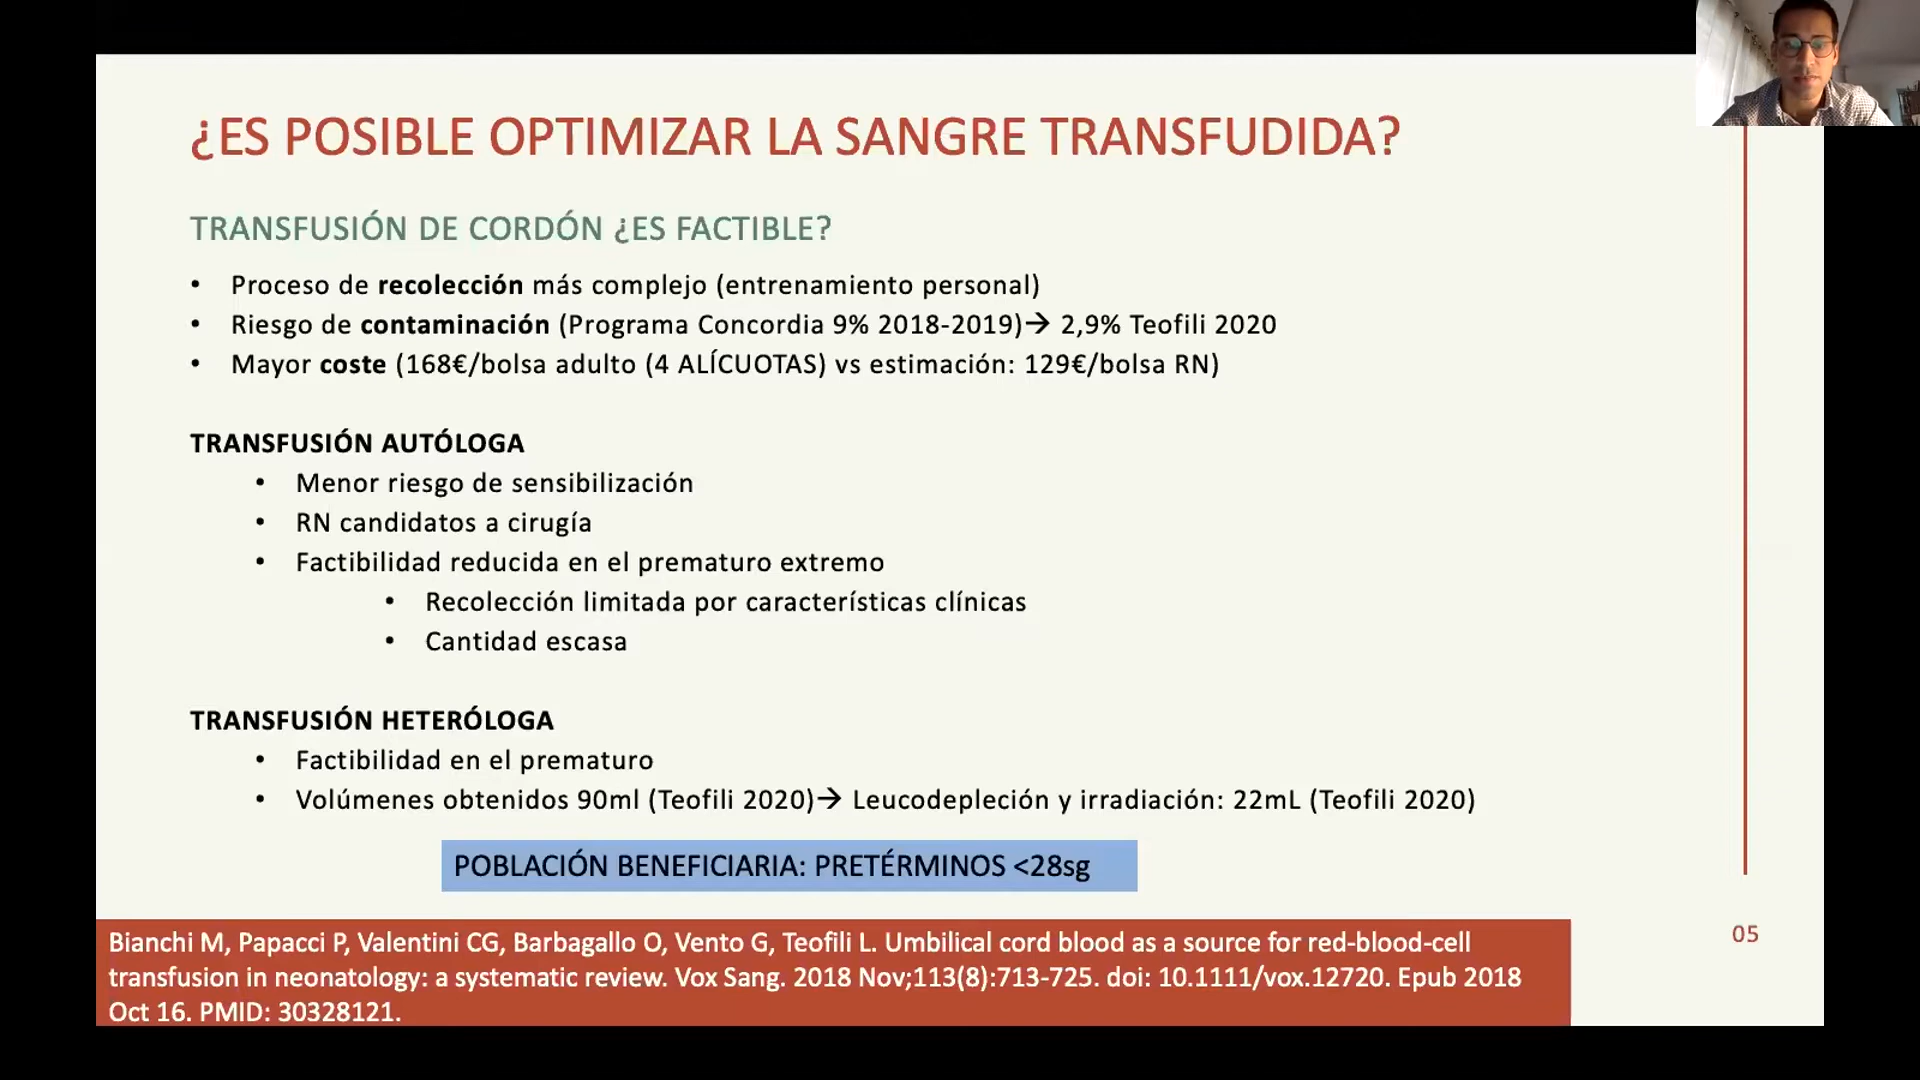 ¿ES POSIBLE OPTIMIZAR LA SANGRE TRANSFUDIDA?
TRANSFUSIÓN DE CORDÓN ¿ES FACTIBLE?
• Proceso de recolección más complejo (entrenamiento personal)
• Riesgo de contaminación (Programa Concordia 9% 2018-2019)→ 2,9% Teofili 2020
• Mayor coste (168€/bolsa adulto (4 ALÍCUOTAS) vs estimación: 129€/bolsa RN)
TRANSFUSIÓN AUTÓLOGA
• Menor riesgo de sensibilización
• RN candidatos a cirugía
• Factibilidad reducida en el prematuro extremo
• Recolección limitada por características clínicas
• Cantidad escasa
TRANSFUSIÓN HETERÓLOGA
• Factibilidad en el prematuro
• Volúmenes obtenidos 90ml (Teofili 2020)→ Leucodepleción y irradiación: 22mL (Teofili 2020)
POBLACIÓN BENEFICIARIA: PRETÉRMINOS <28sg
Bianchi M, Papacci P, Valentini CG, Barbagallo O, Vento G, Teofili L. Umbilical cord blood as a source for red-blood-cell
transfusion in neonatology: a systematic review. Vox Sang. 2018 Nov;113(8):713-725. doi: 10.1111/vox.12720. Epub 2018
Oct 16. PMID: 30328121.
05